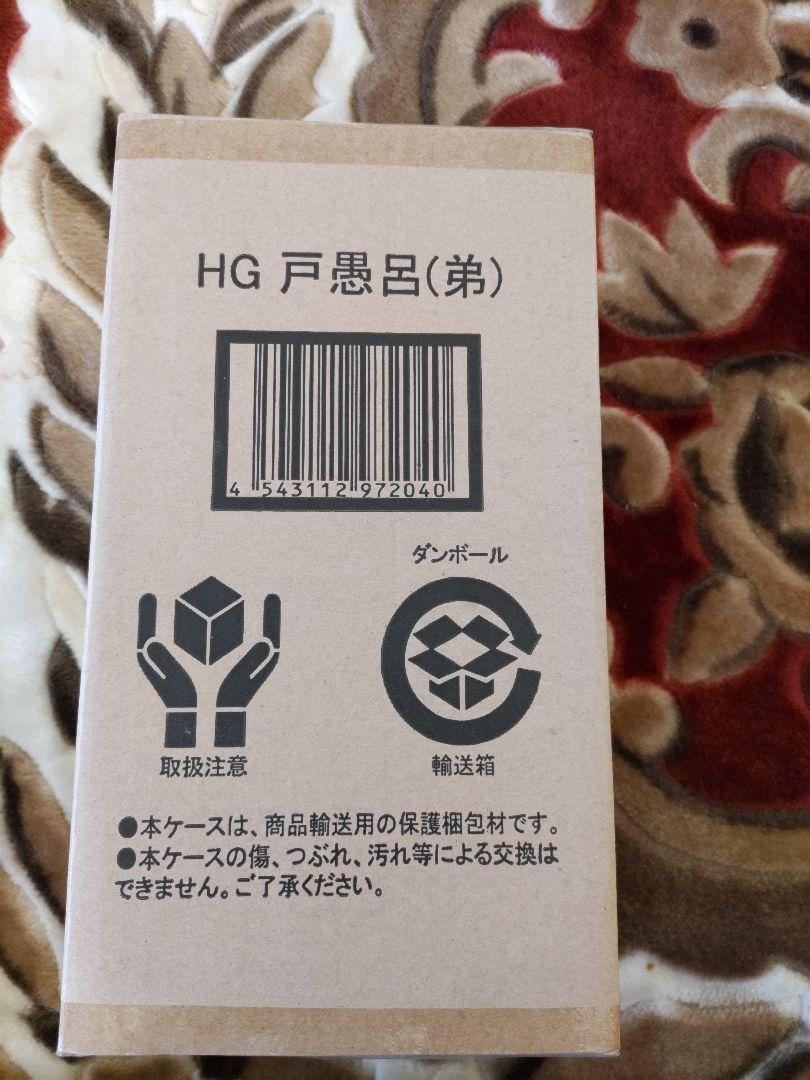 HG 戸愚呂(弟)
4 543112 972040
ダンボール
取扱注意
輸送箱
●本ケースは、商品輸送用の保護梱包材です。
●本ケースの傷、つぶれ、汚れ等による交換は
できません。ご了承ください。